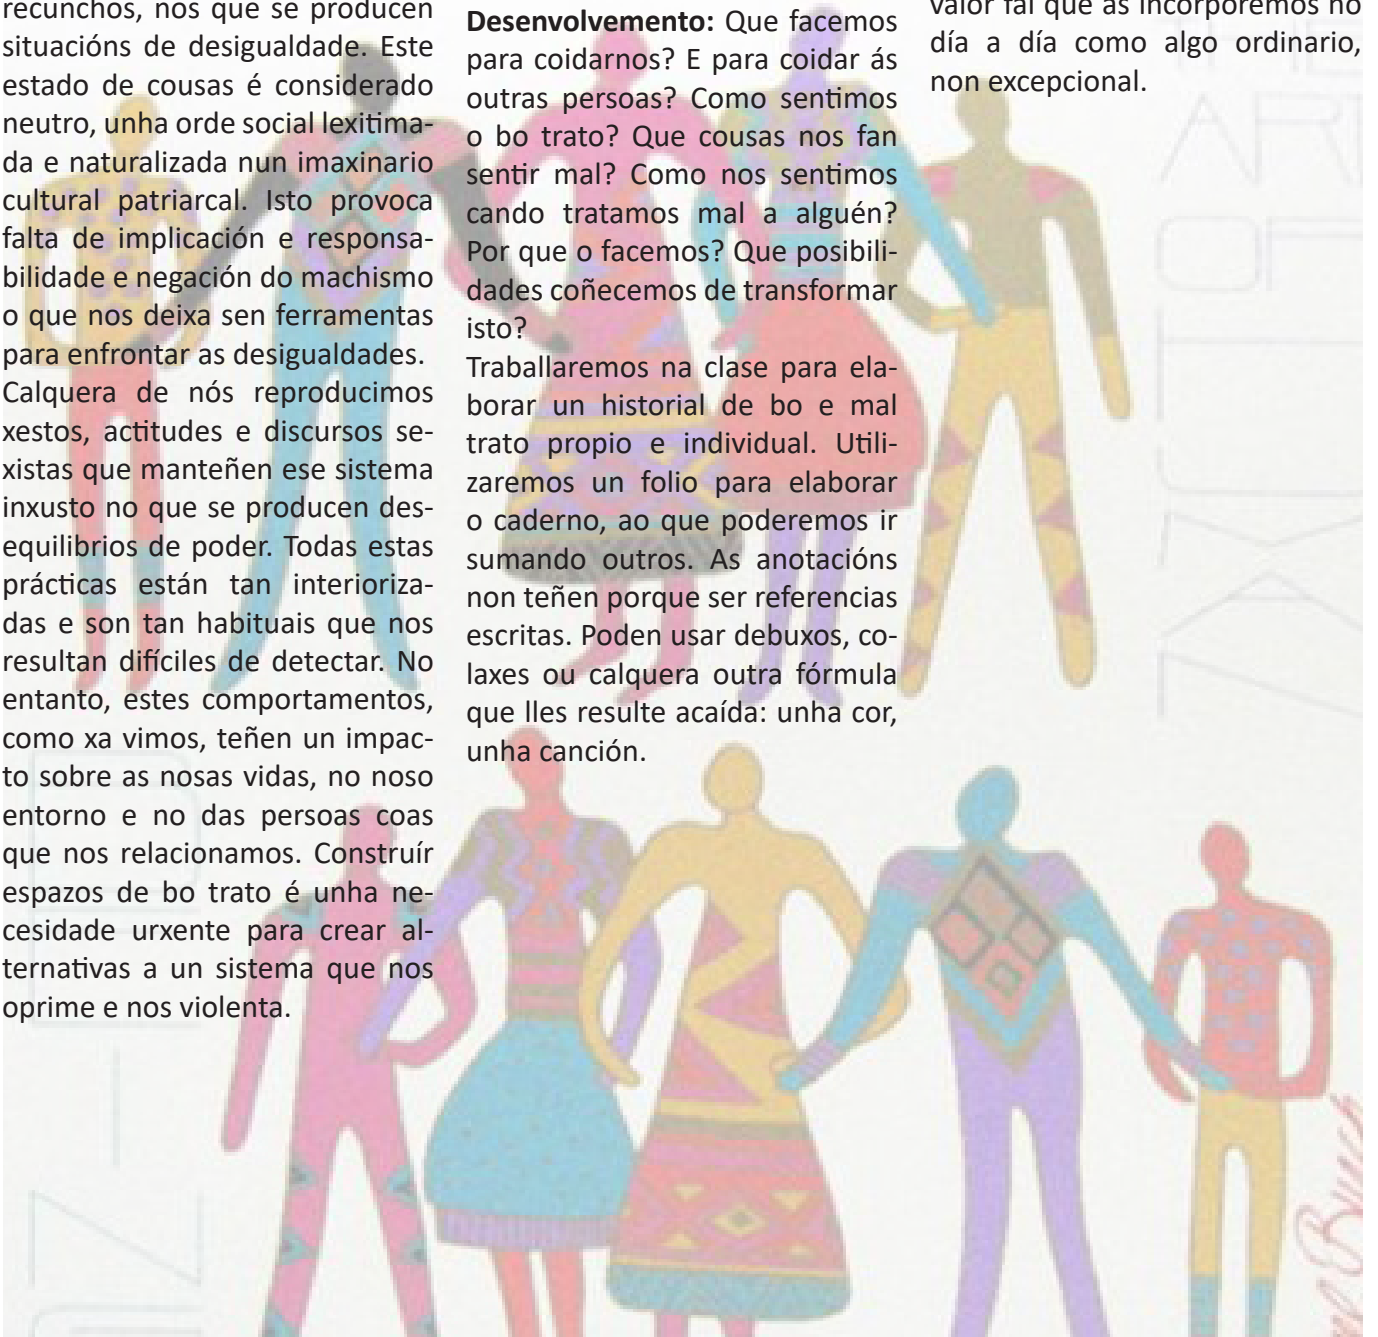 recunchos, nos que se producen
situacións de desigualdade. Este
estado de cousas é considerado
neutro, unha orde social lexitima-
da e naturalizada nun imaxinario
cultural patriarcal. Isto provoca
falta de implicación e responsa-
bilidade e negación do machismo
o que nos deixa sen ferramentas
para enfrontar as desigualdades.
Calquera de nós reproducimos
xestos, actitudes e discursos se-
xistas que manteñen ese sistema
inxusto no que se producen des-
equilibrios de poder. Todas estas
prácticas están tan interioriza-
das e son tan habituais que nos
resultan difíciles de detectar. No
entanto, estes comportamentos,
como xa vimos, teñen un impac-
to sobre as nosas vidas, no noso
entorno e no das persoas coas
que nos relacionamos. Construír
espazos de bo trato é unha ne-
cesidade urxente para crear al-
ternativas a un sistema que nos
oprime e nos violenta.
Desenvolvemento: Que facemos
para coidarnos? E para coidar ás
outras persoas? Como sentimos
o bo trato? Que cousas nos fan
sentir mal? Como nos sentimos
cando tratamos mal a alguén?
Por que o facemos? Que posibili-
dades coñecemos de transformar
isto?
Traballaremos na clase para ela-
borar un historial de bo e mal
trato propio e individual. Utili-
zaremos un folio para elaborar
o caderno, ao que poderemos ir
sumando outros. As anotacións
non teñen porque ser referencias
escritas. Poden usar debuxos, co-
laxes ou calquera outra fórmula
que lles resulte acaída: unha cor,
unha canción.
valor fai que as incorporemos no
día a día como algo ordinario,
non excepcional.
THE
ART
OF